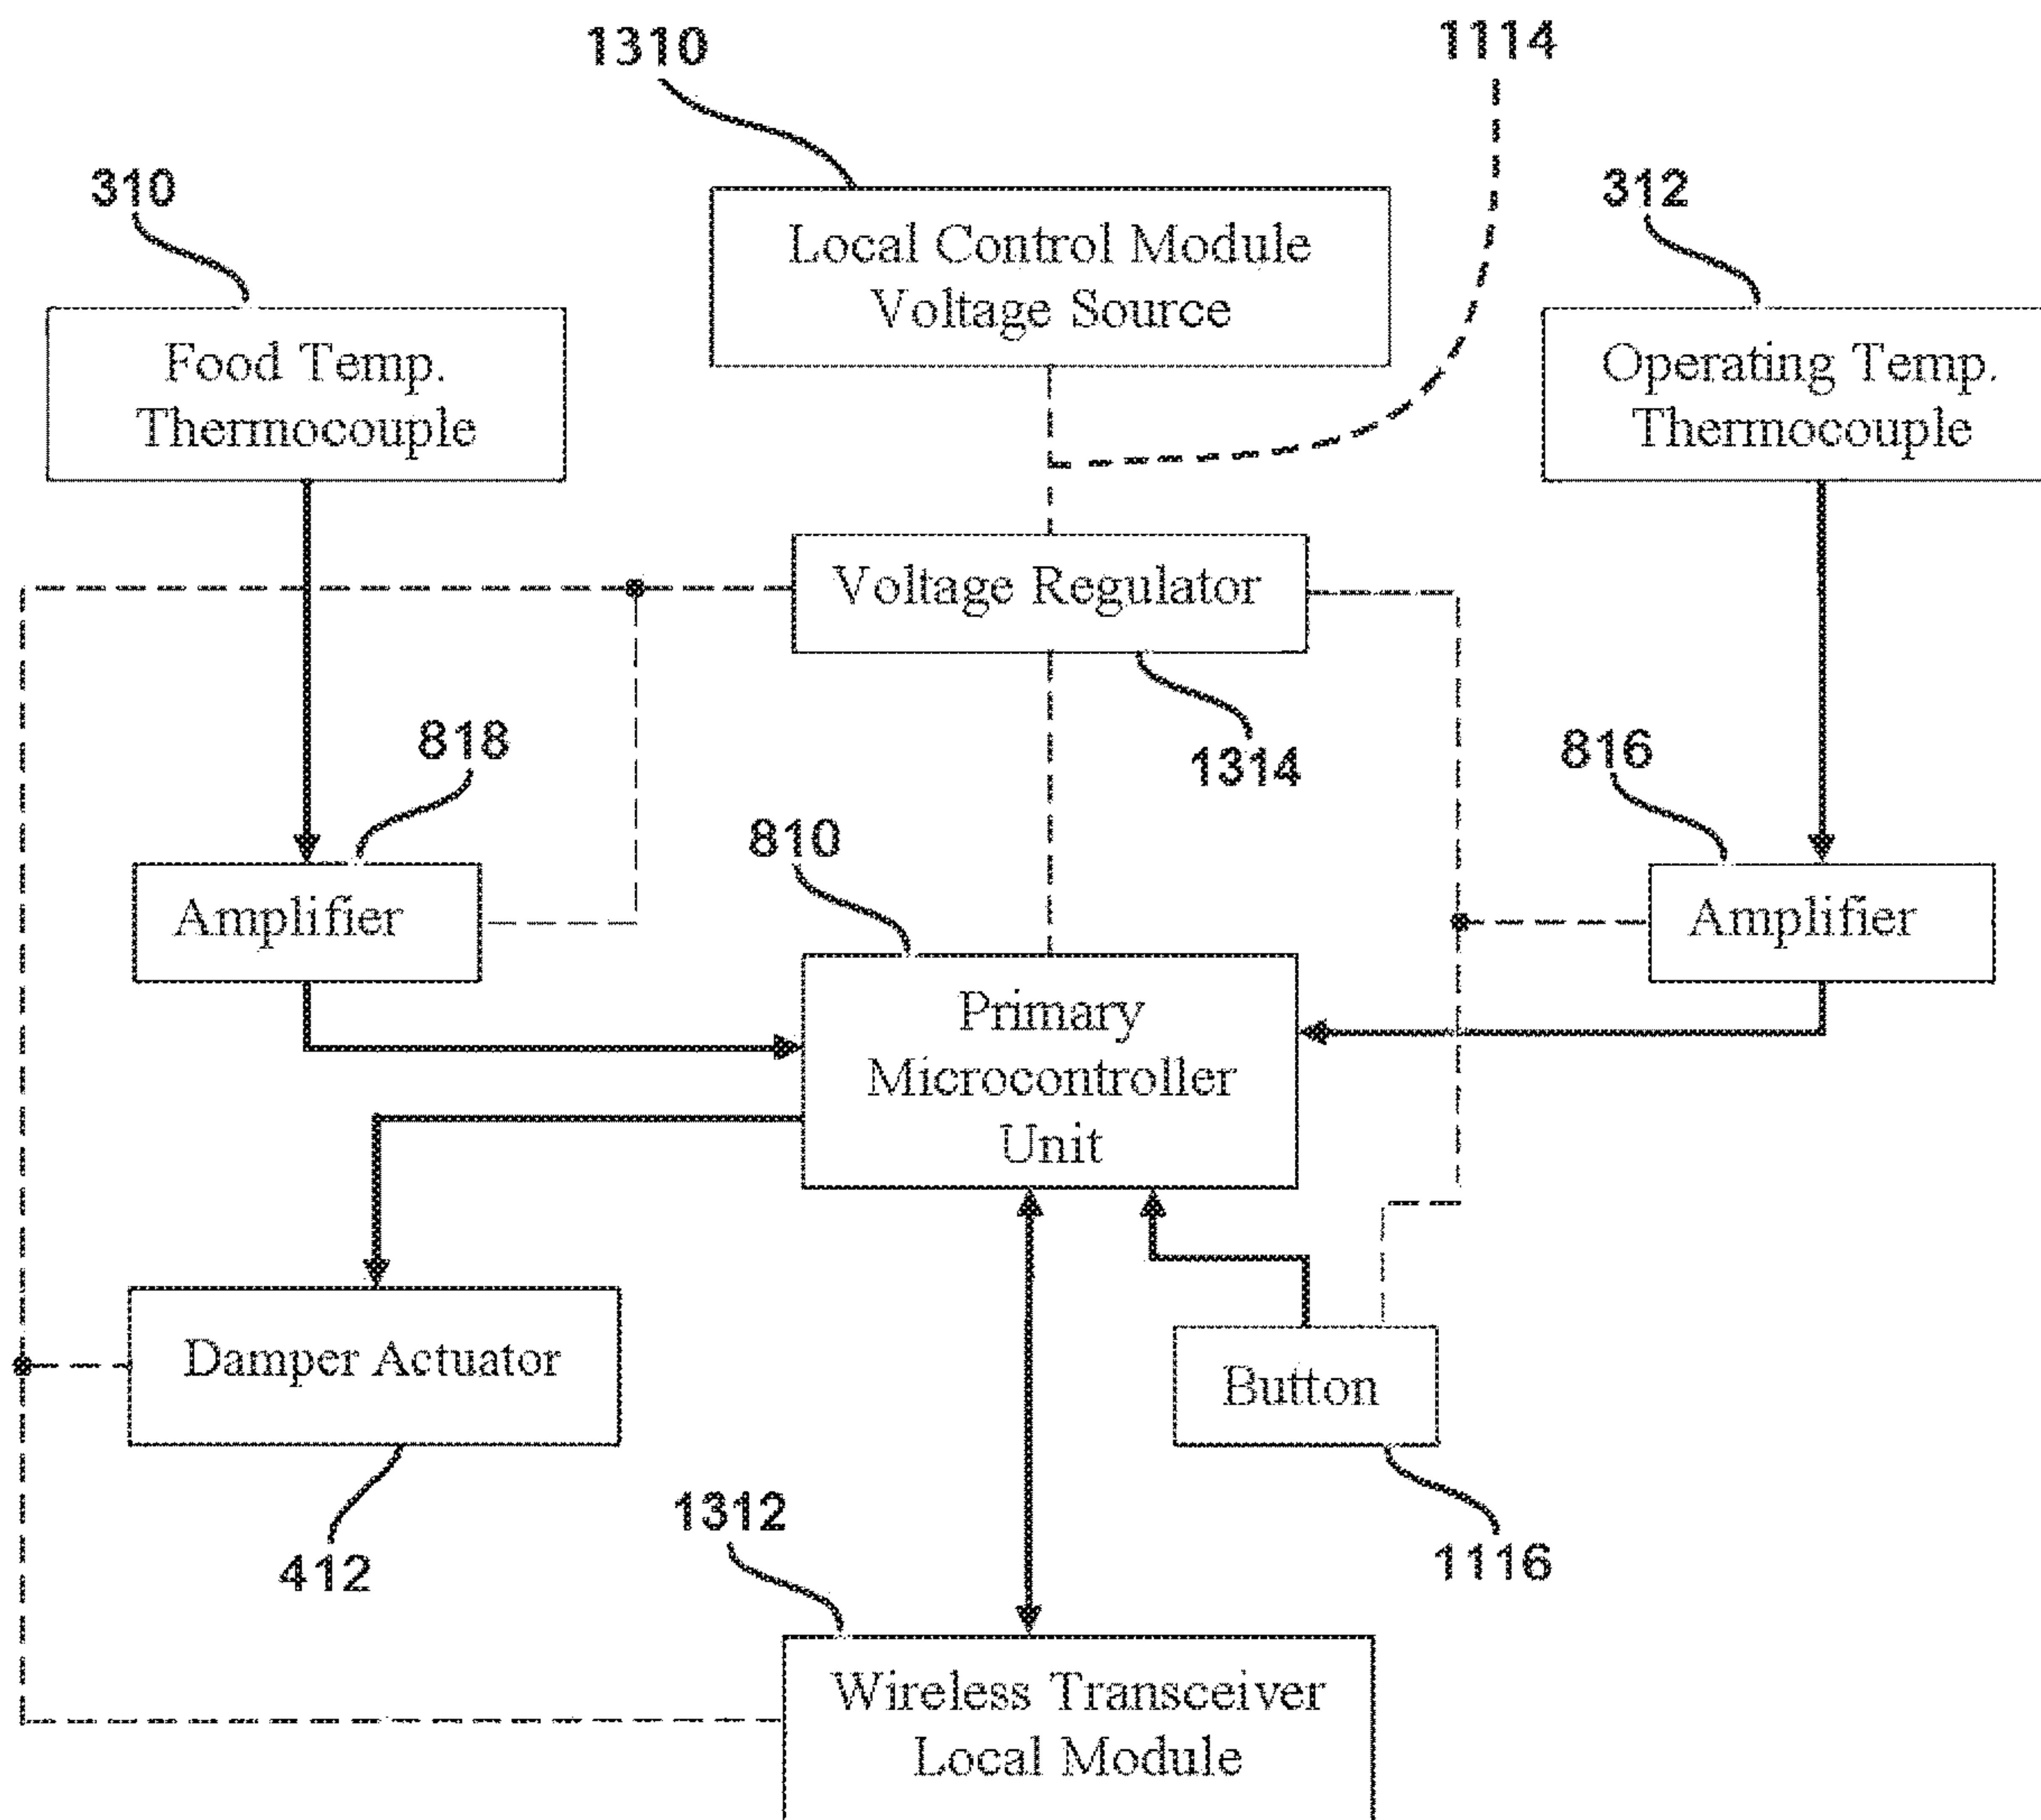 1310
1114
310
312
Local Control Module
Voltage Source
Food Temp.
Thermocouple
Operating Temp.
Thermocouple
Voltage Regulator
818
1314
816
810
Amplifier
Amplifier
Primary
Microcontroller
Unit
Damper Actuator
Button
1312
412
1116
Wireless Transceiver
Local Module